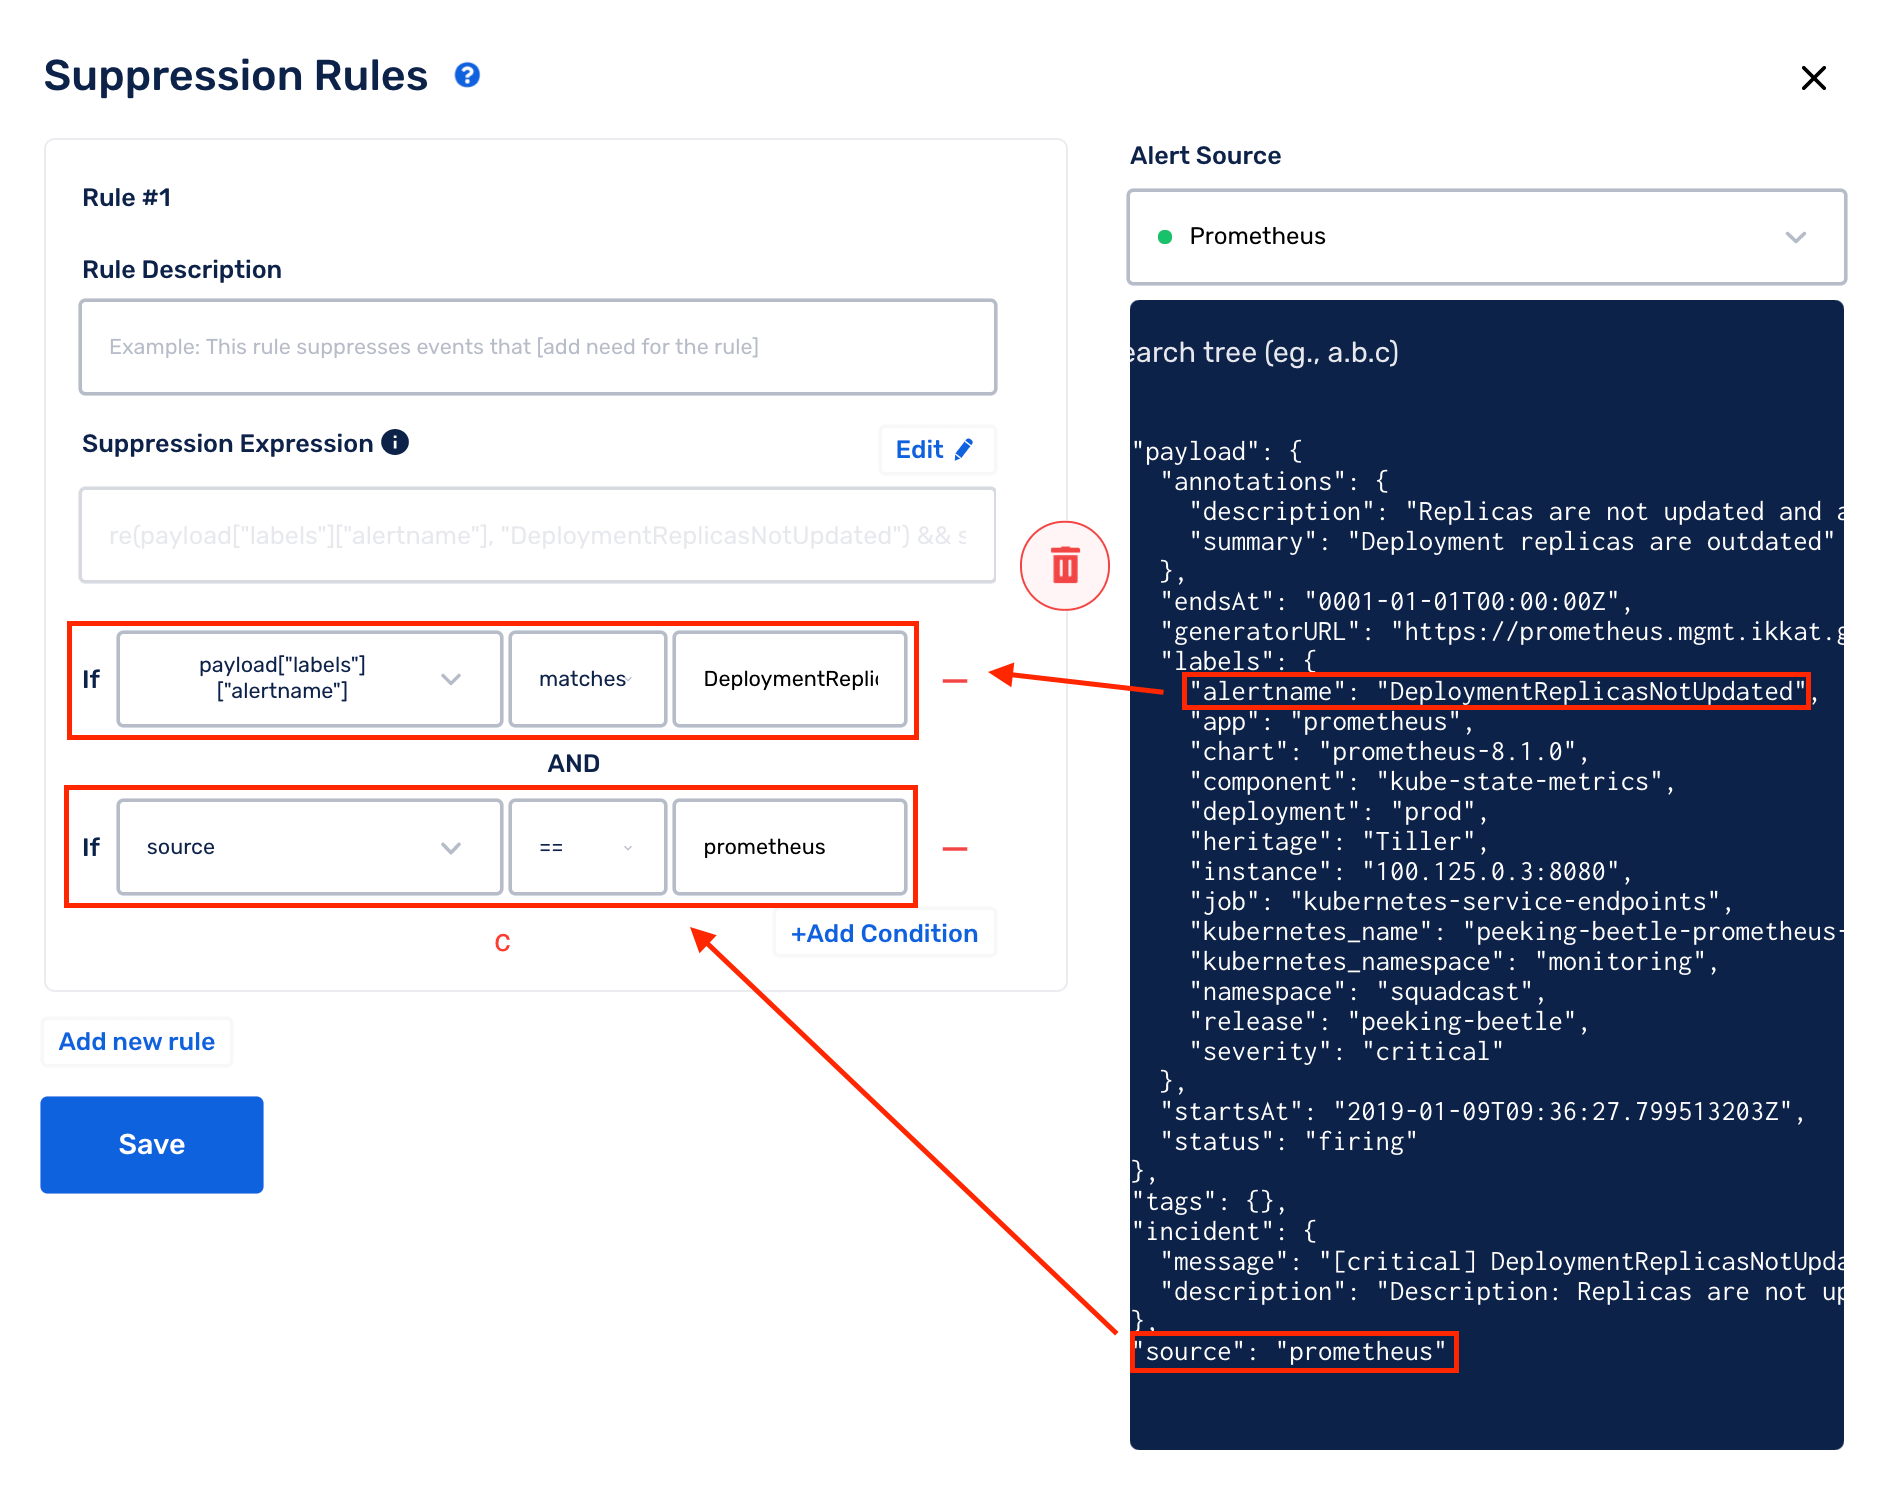 Suppression Rules
Rule #1
Rule Description
Example: This rule suppresses events that [add need for the rule]
Suppression Expression
Edit
re(payload["labels"]["alertname"], "DeploymentReplicasNotUpdated") && s
If
payload["labels"]
["alertname"]
matches
DeploymentReplic
AND
If
source
==
prometheus
C
+Add Condition
Add new rule
Save
Alert Source
Prometheus
earch tree (eg., a.b.c)
"payload": {
"annotations": {
"description": "Replicas are not updated and a
"summary": "Deployment replicas are outdated"
},
"endsAt": "0001-01-01T00:00:00Z",
"generatorURL": "https://prometheus.mgmt.ikkat.g
"labels": {
"alertname": "DeploymentReplicasNotUpdated",
"app": "prometheus",
"chart": "prometheus-8.1.0",
"component": "kube-state-metrics",
"deployment": "prod",
"heritage": "Tiller",
"instance": "100.125.0.3:8080",
"job": "kubernetes-service-endpoints",
"kubernetes_name": "peeking-beetle-prometheus-
"kubernetes_namespace": "monitoring",
"namespace": "squadcast",
"release": "peeking-beetle",
"severity": "critical"
},
"startsAt": "2019-01-09T09:36:27.799513203Z",
"status": "firing"
},
"tags": {},
"incident": {
"message": "[critical] DeploymentReplicasNotUpda
"description": "Description: Replicas are not up
},
"source": "prometheus"